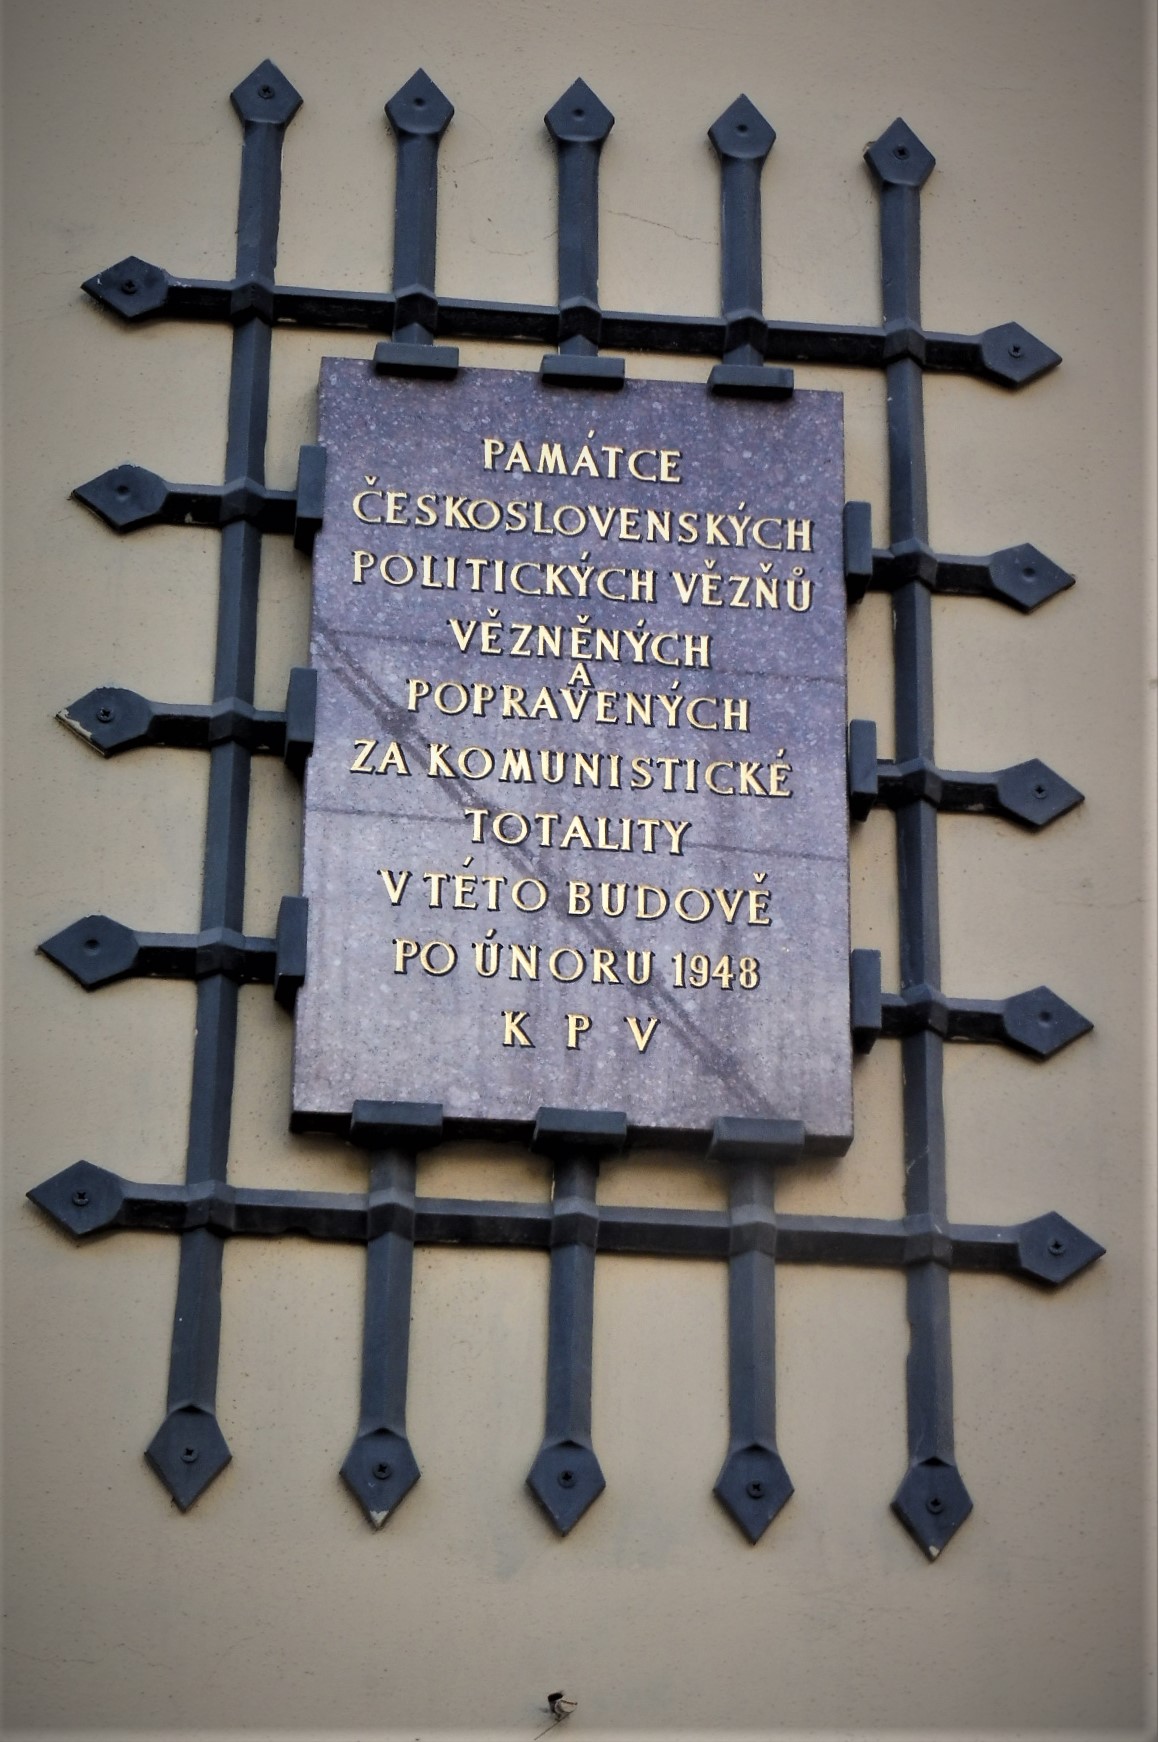 PAMÁTCE
ČESKOSLOVENSKÝCH
POLITICKÝCH VĚZŇŮ
VĚZNĚNÝCH
A
POPRAVENÝCH
ZA KOMUNISTICKÉ
TOTALITY
V TÉTO BUDOVĚ
PO ÚNORU 1948
K P V